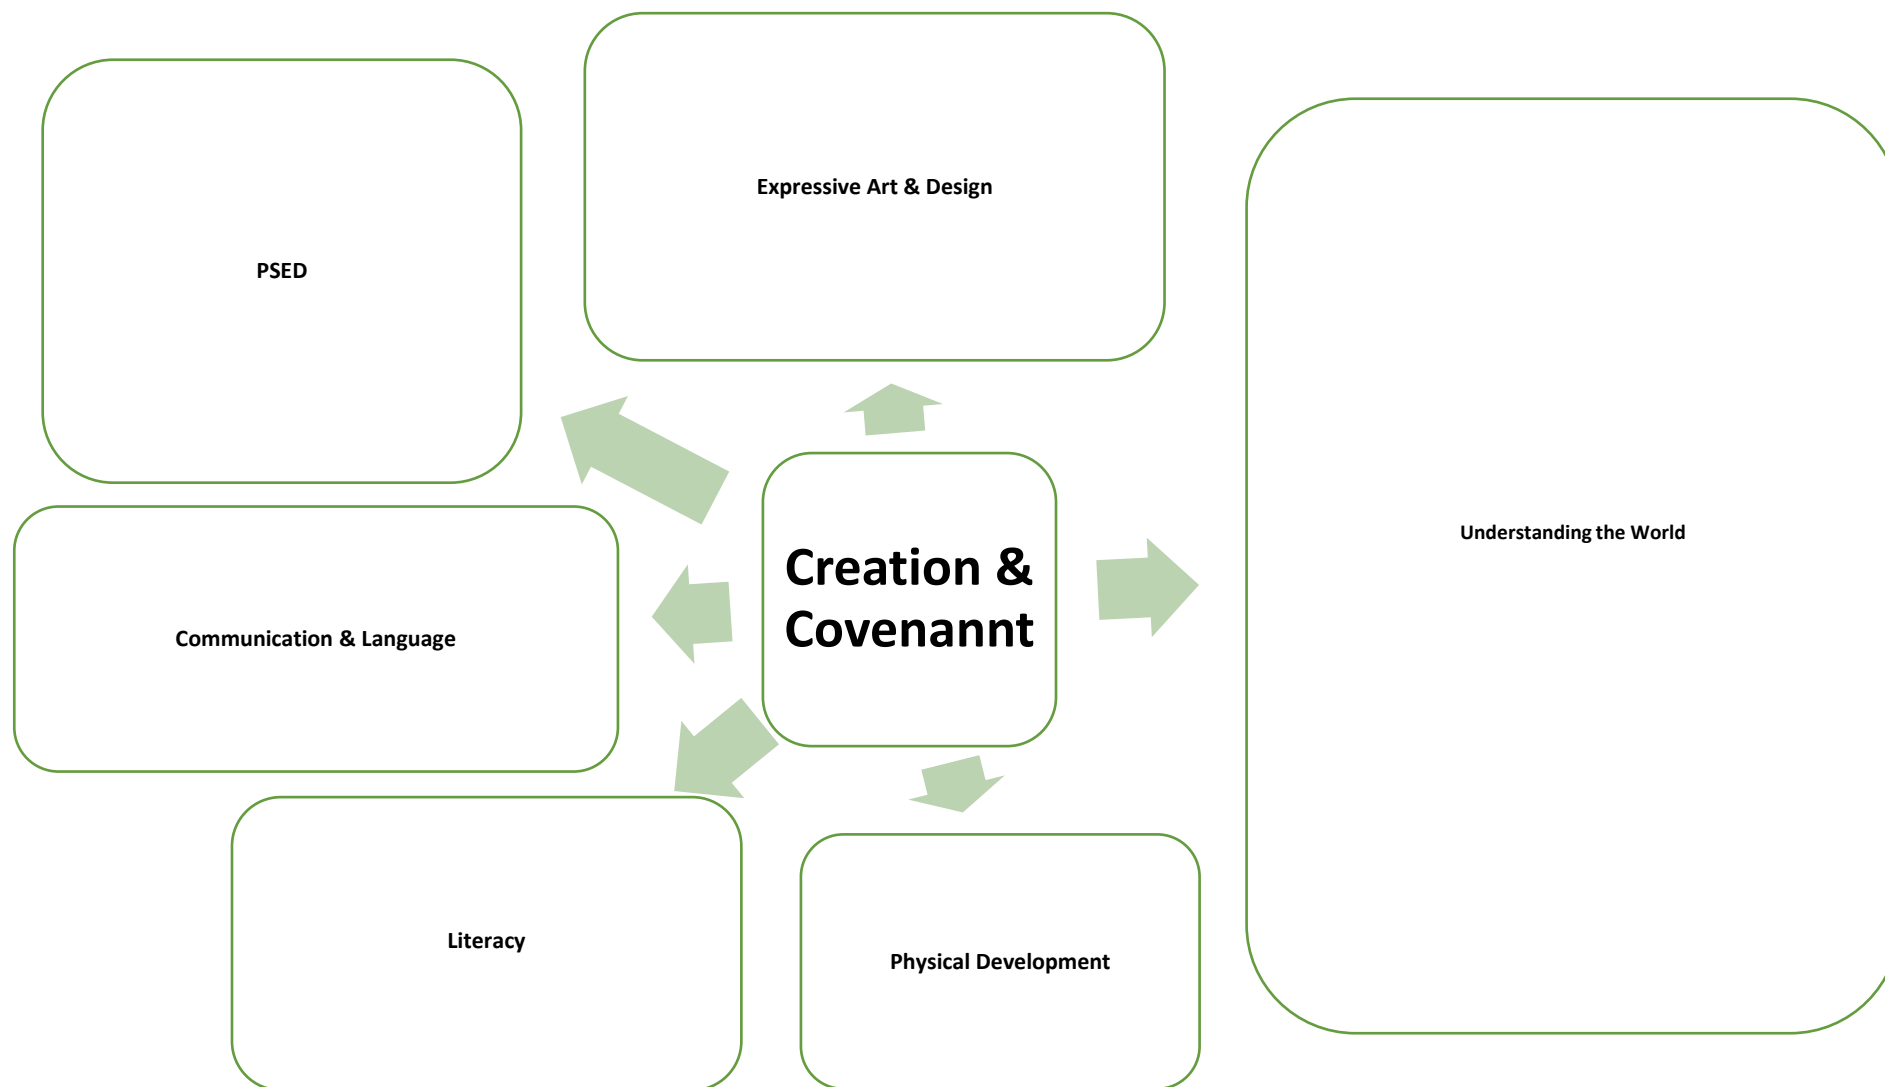 Expressive Art & Design
PSED
Understanding the World
Creation &
Covenannt
Communication & Language
Literacy
Physical Development